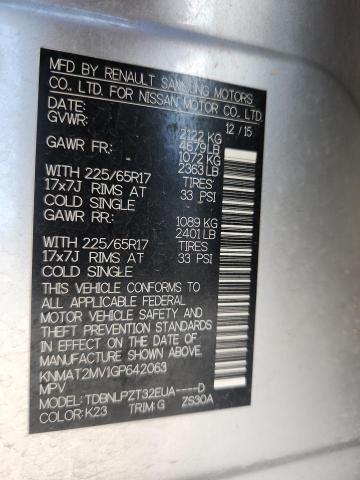 MFD BY RENAULT SAMSUNG MOTORS
CO., LTD. FOR NISSAN MOTOR CO., LTD.
DATE: 12 / 15
GVWR: 2122 KG
4679 LB
GAWR FR: 1072 KG
2363 LB
WITH 225/65R17 TIRES
17x7J RIMS AT 33 PSI
COLD SINGLE
GAWR RR: 1089 KG
2401 LB
WITH 225/65R17 TIRES
17x7J RIMS AT 33 PSI
COLD SINGLE
THIS VEHICLE CONFORMS TO
ALL APPLICABLE FEDERAL
MOTOR VEHICLE SAFETY
AND THEFT PREVENTION STANDARDS
IN EFFECT ON THE DATE OF
MANUFACTURE SHOWN ABOVE.
KNMAT2MV1GP642063
MPV
MODEL: TDBNLPZT32EUA----D
COLOR: K23 TRIM: G ZS30A